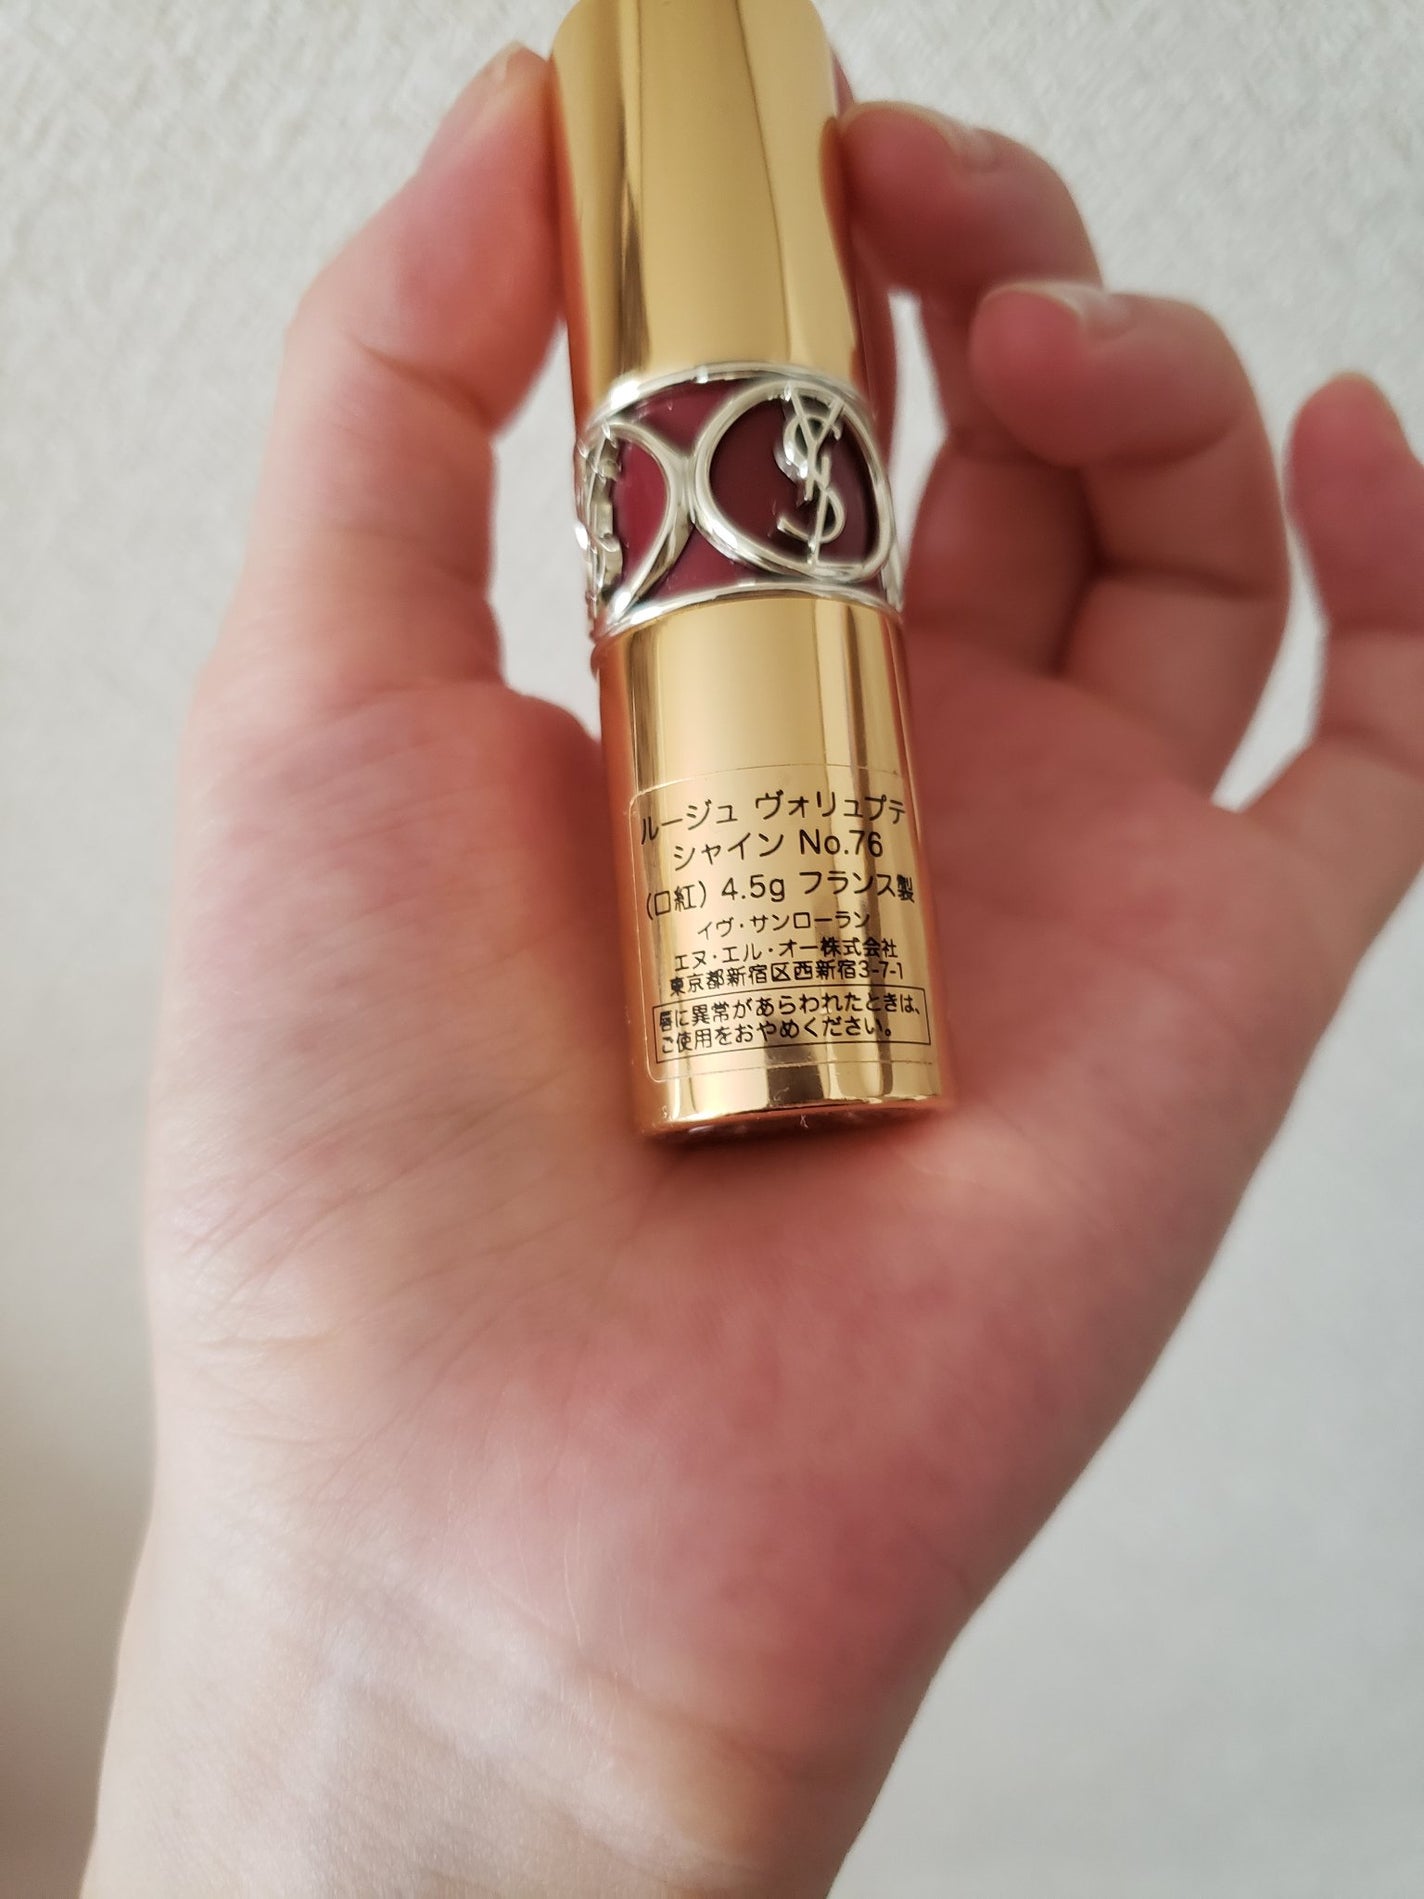 YSL
ルージュ ヴォリュプテ
シャイン No.76
(口紅) 4.5g フランス製
イヴ・サンローラン
エヌ・エル・オー株式会社
東京都新宿区西新宿3-7-1
唇に異常があらわれたときは、
ご使用をおやめください。